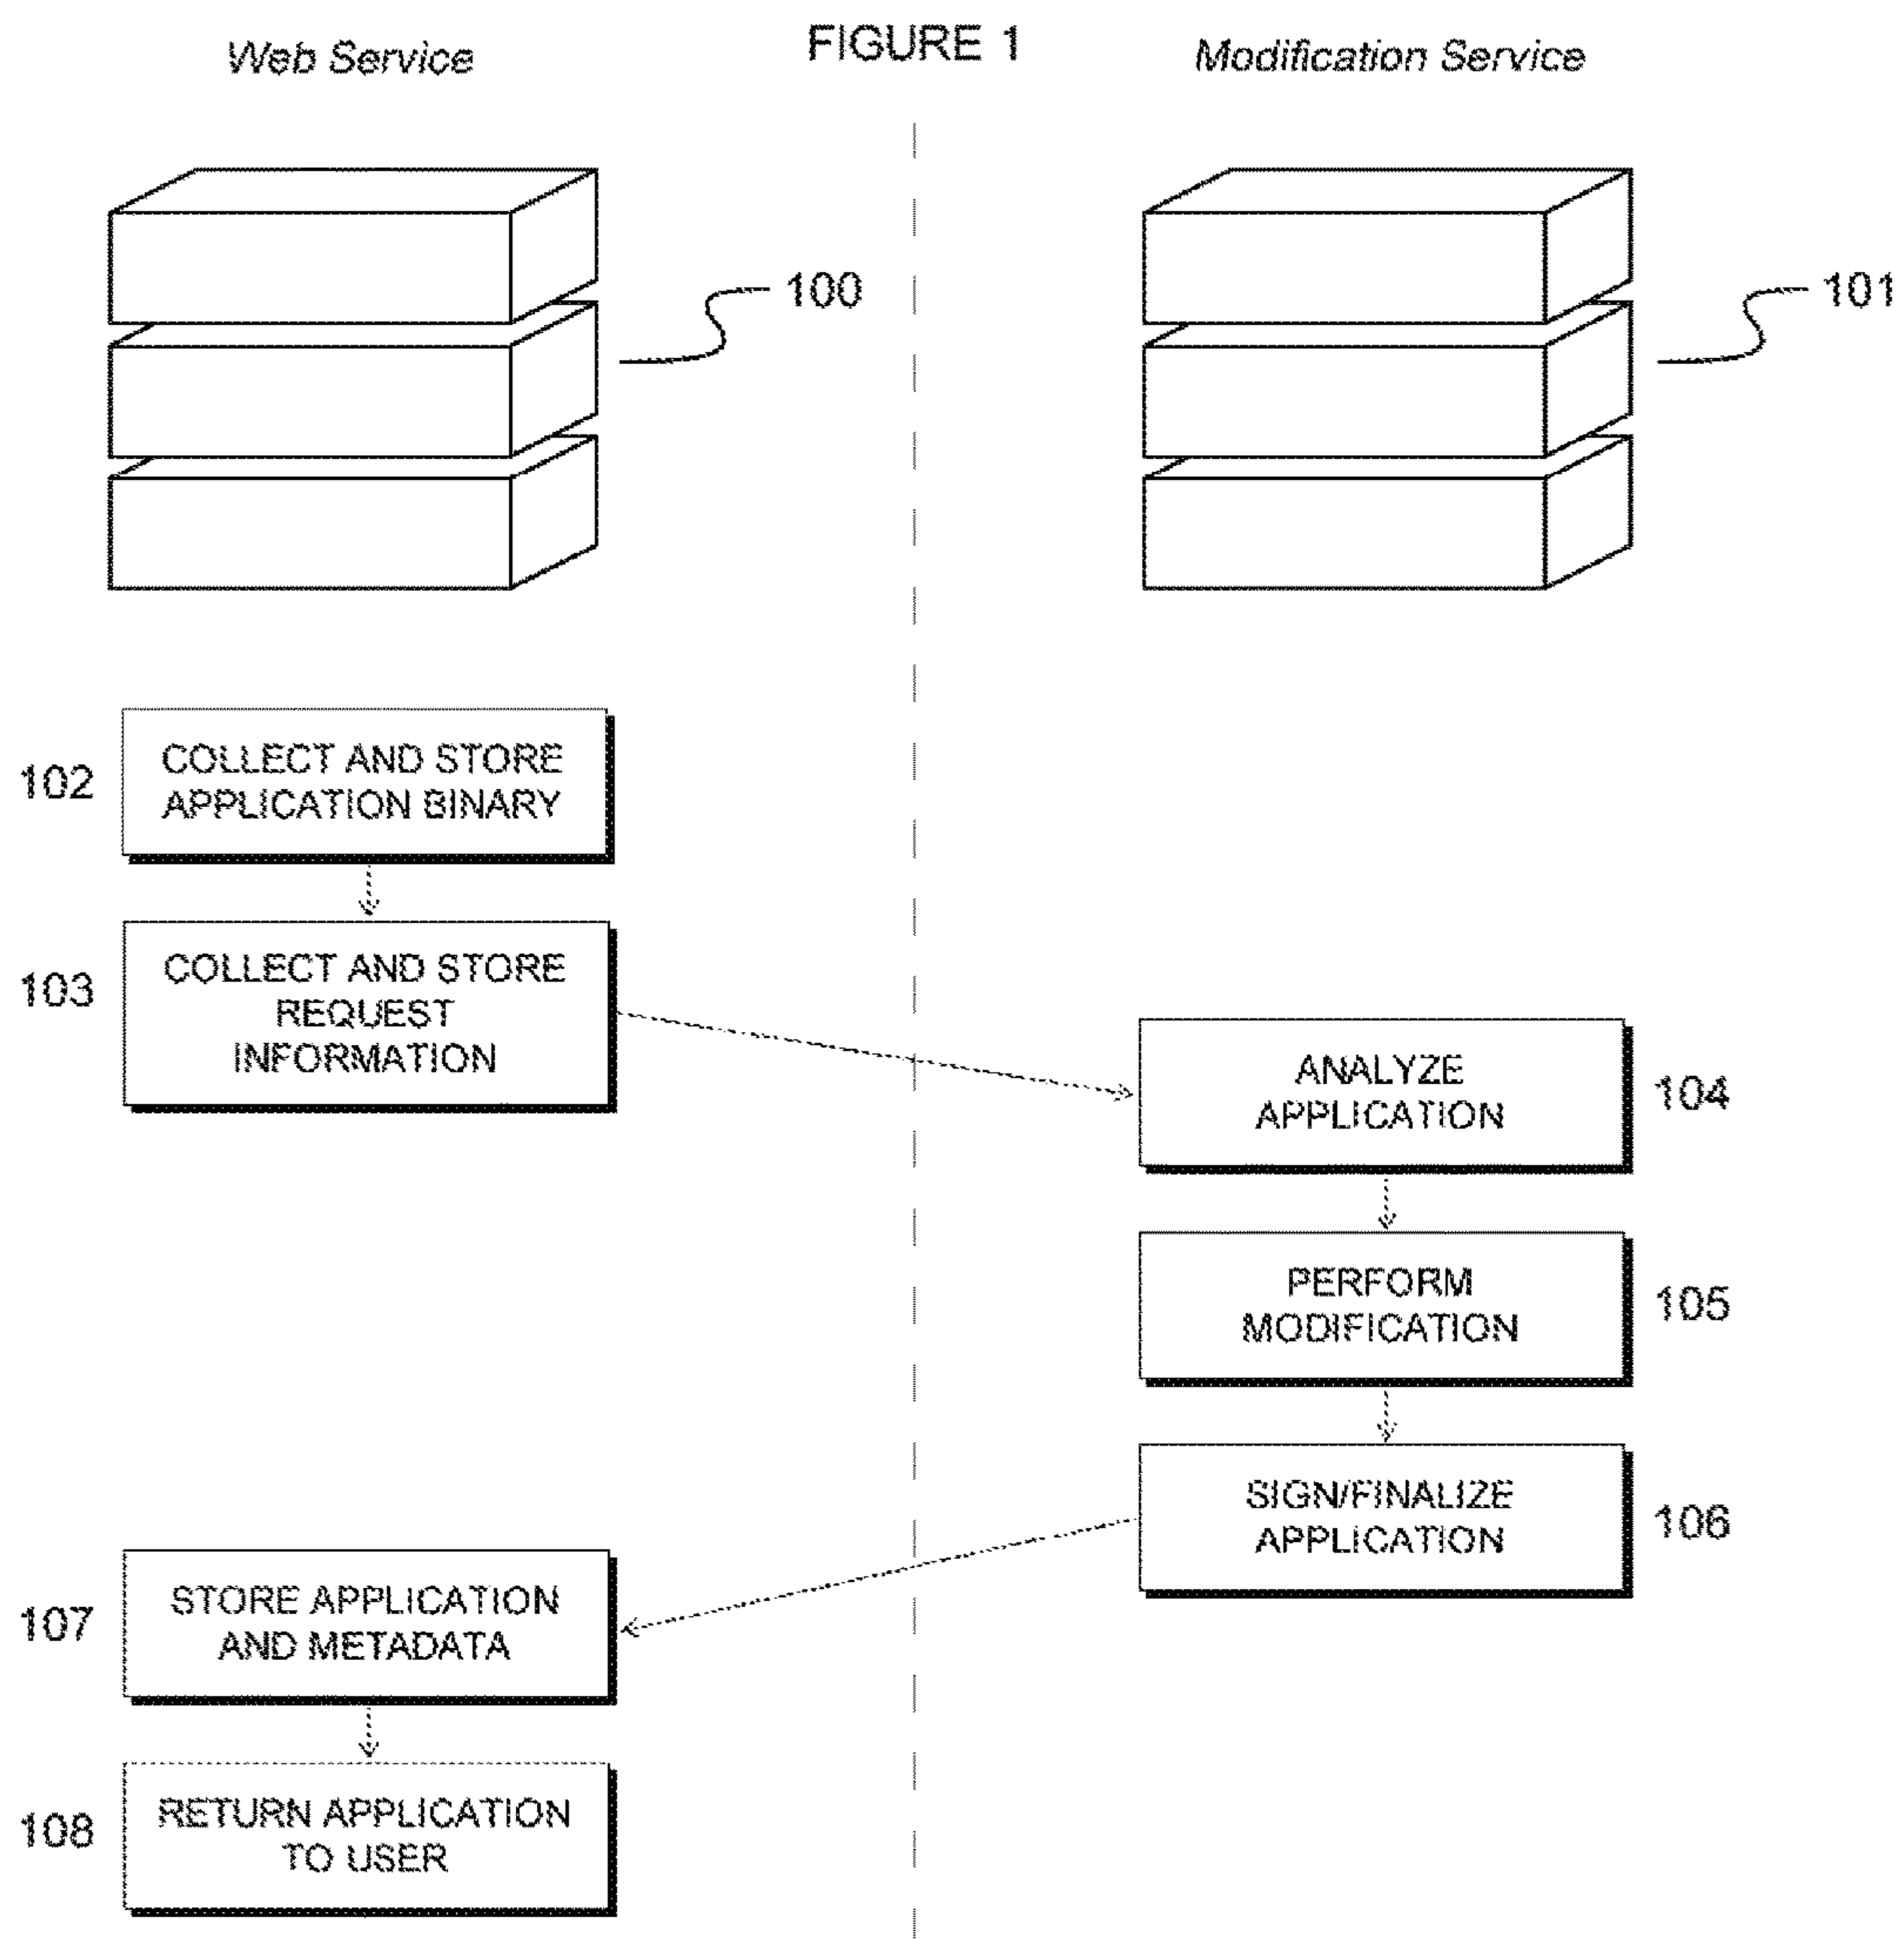 FIGURE 1
Web Service
Modification Service
100
101
102
COLLECT AND STORE
APPLICATION BINARY
103
COLLECT AND STORE
REQUEST
INFORMATION
ANALYZE
APPLICATION
104
PERFORM
MODIFICATION
105
SIGN/FINALIZE
APPLICATION
106
107
STORE APPLICATION
AND METADATA
108
RETURN APPLICATION
TO USER